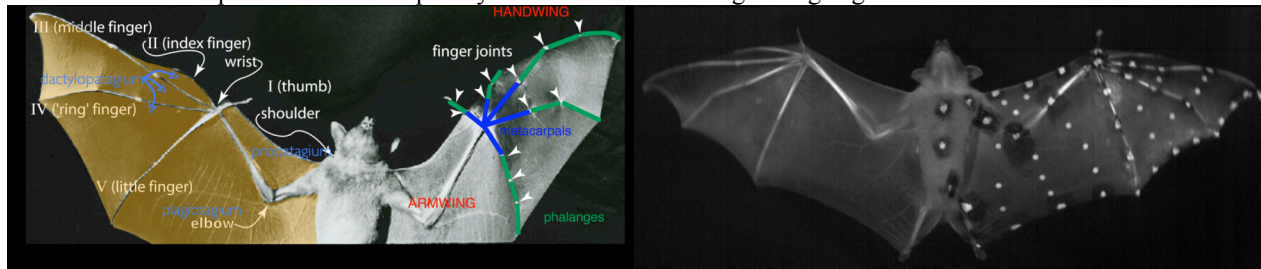 HANDWING
III (middle finger)
II (index finger)
finger joints
wrist
dactylopatagium
I (thumb)
IV ('ring' finger)
shoulder
metacarpals
propatagium
V (little finger)
ARMWING
phalanges
elbow